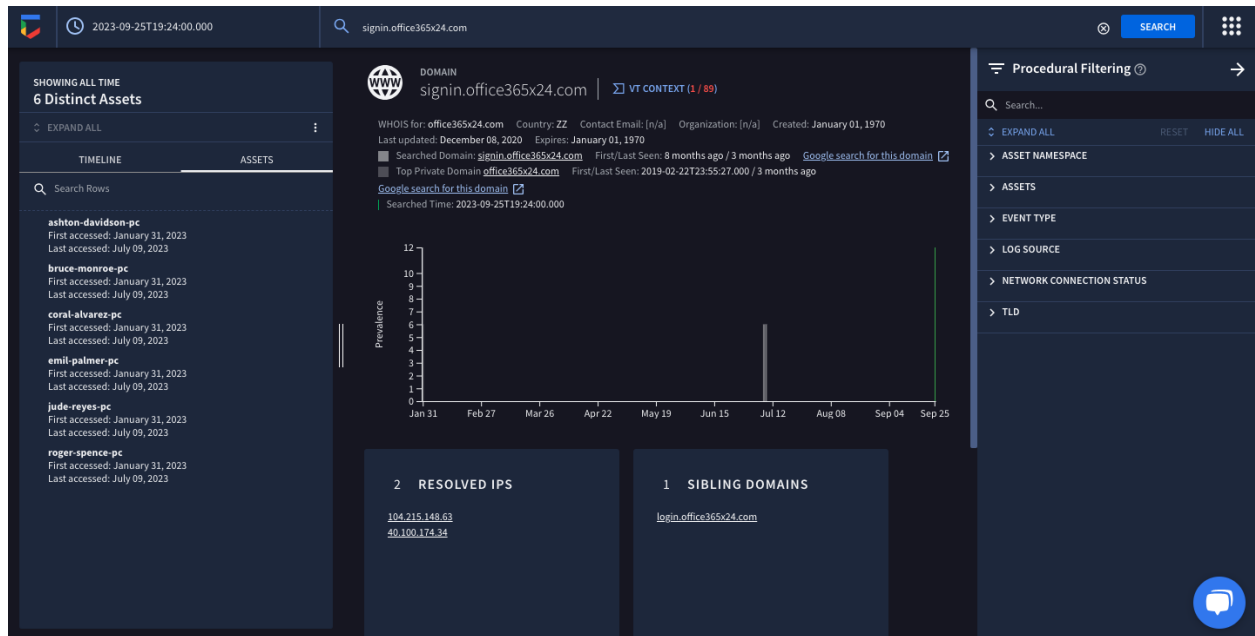 2023-09-25T19:24:00.000
signin.office365x24.com
SEARCH
SHOWING ALL TIME
6 Distinct Assets
EXPAND ALL
TIMELINE ASSETS
Search Rows
ashton-davidson-pc
First accessed: January 31, 2023
Last accessed: July 09, 2023
bruce-monroe-pc
First accessed: January 31, 2023
Last accessed: July 09, 2023
coral-alvarez-pc
First accessed: January 31, 2023
Last accessed: July 09, 2023
emil-palmer-pc
First accessed: January 31, 2023
Last accessed: July 09, 2023
jude-reyes-pc
First accessed: January 31, 2023
Last accessed: July 09, 2023
roger-spence-pc
First accessed: January 31, 2023
Last accessed: July 09, 2023
WWW
DOMAIN
signin.office365x24.com VT CONTEXT (1 / 89)
WHOIS for: office365x24.com Country: ZZ Contact Email: [n/a] Organization: [n/a] Created: January 01, 1970
Last updated: December 08, 2020 Expires: January 01, 1970
Searched Domain: signin.office365x24.com First/Last Seen: 8 months ago / 3 months ago Google search for this domain
Top Private Domain office365x24.com First/Last Seen: 2019-02-22T23:55:27.000 / 3 months ago
Google search for this domain
Searched Time: 2023-09-25T19:24:00.000
Prevalence
12
10
9
8
7
6
5
4
3
2
1
0
Jan 31 Feb 27 Mar 26 Apr 22 May 19 Jun 15 Jul 12 Aug 08 Sep 04 Sep 25
2 RESOLVED IPS
104.215.148.63
40.100.174.34
1 SIBLING DOMAINS
login.office365x24.com
Procedural Filtering
Search...
EXPAND ALL RESET HIDE ALL
ASSET NAMESPACE
ASSETS
EVENT TYPE
LOG SOURCE
NETWORK CONNECTION STATUS
TLD